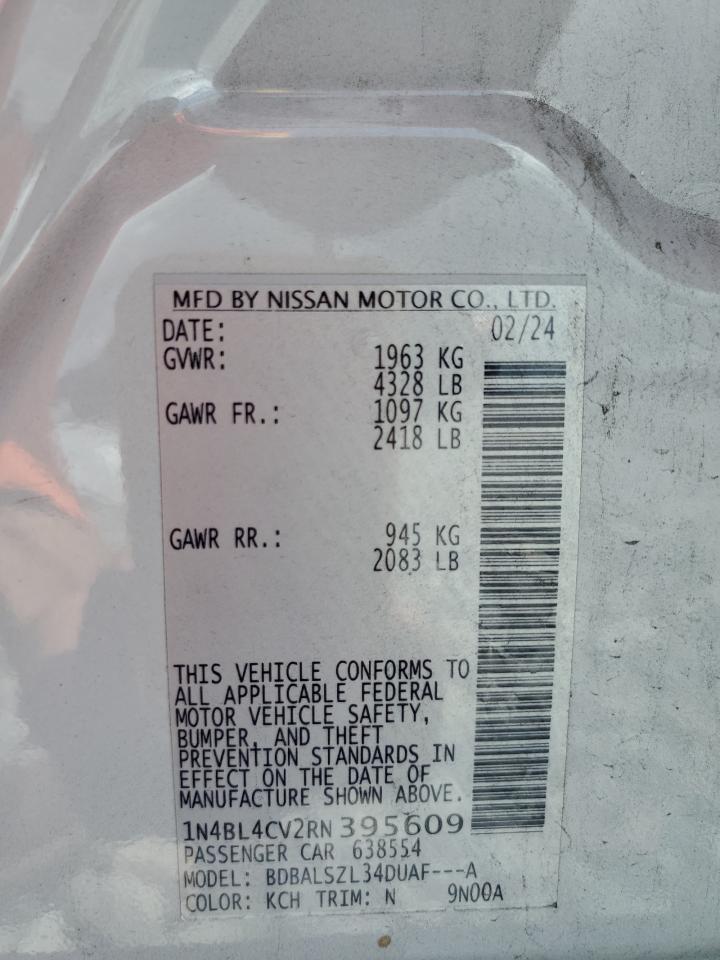 MFD BY NISSAN MOTOR CO., LTD.
DATE: 02/24
GVWR: 1963 KG
4328 LB
GAWR FR.: 1097 KG
2418 LB
GAWR RR.: 945 KG
2083 LB
THIS VEHICLE CONFORMS TO
ALL APPLICABLE FEDERAL
MOTOR VEHICLE SAFETY,
BUMPER, AND THEFT
PREVENTION STANDARDS IN
EFFECT ON THE DATE OF
MANUFACTURE SHOWN ABOVE.
1N4BL4CV2RN395609
PASSENGER CAR 638554
MODEL: BDBALSZL34DUAF---A
COLOR: KCH TRIM: N 9N00A